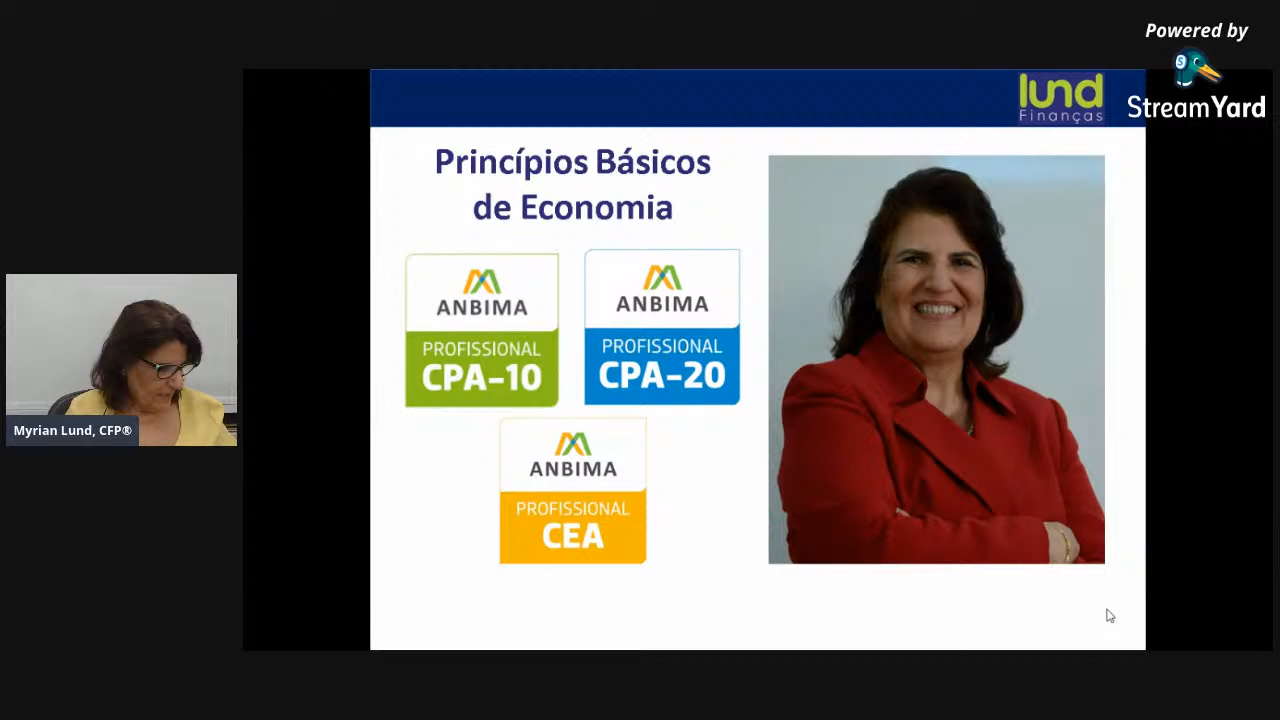 Powered by
S
StreamYard
lund
Finanças
Princípios Básicos
de Economia
ANBIMA
PROFISSIONAL
CPA-10
ANBIMA
PROFISSIONAL
CPA-20
ANBIMA
PROFISSIONAL
CEA
Myrian Lund, CFP®